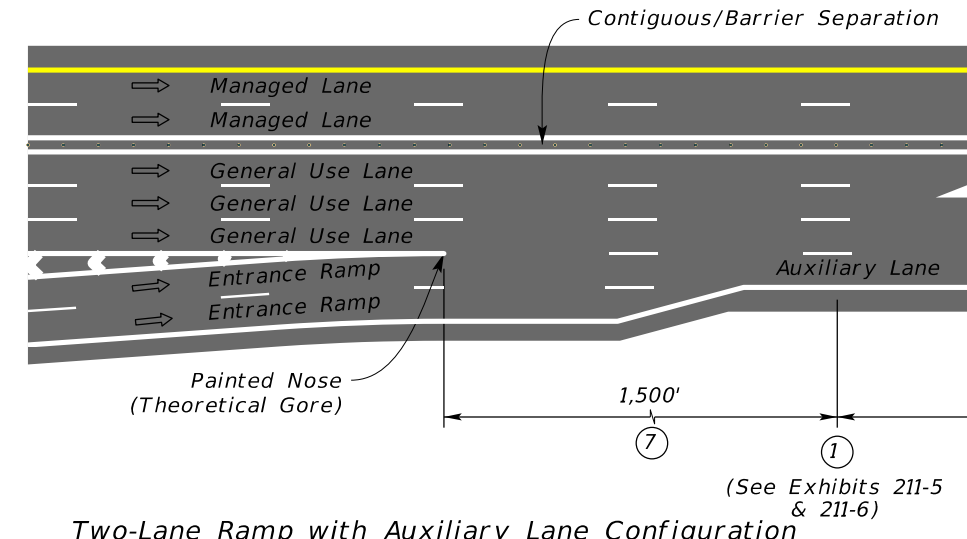 Contiguous/Barrier Separation
Managed Lane
Managed Lane
General Use Lane
General Use Lane
General Use Lane
Entrance Ramp
Entrance Ramp
Auxiliary Lane
Painted Nose
(Theoretical Gore)
1,500'
7
1
(See Exhibits 211-5
& 211-6)
Two-Lane Ramp with Auxiliary Lane Configuration